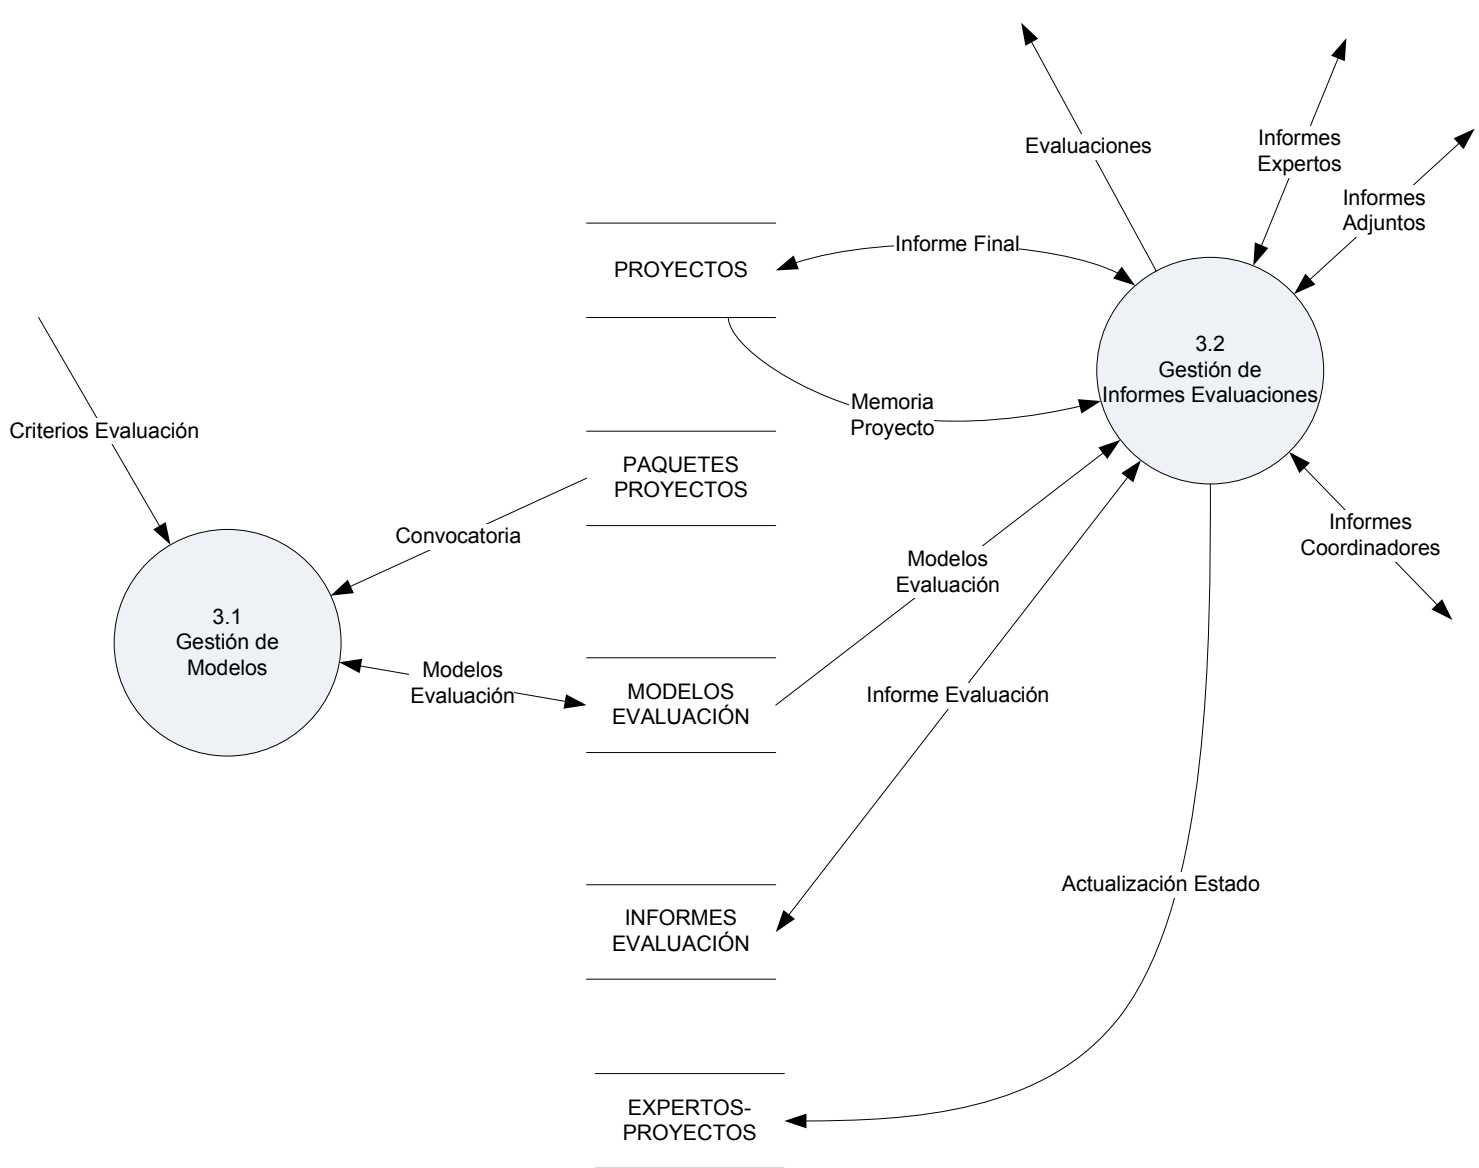 Evaluaciones
Informes
Expertos
Informes
Adjuntos
Informe Final
PROYECTOS
3.2
Gestión de
Informes Evaluaciones
Memoria
Proyecto
Criterios Evaluación
PAQUETES
PROYECTOS
Convocatoria
Informes
Coordinadores
Modelos
Evaluación
3.1
Gestión de
Modelos
Modelos
Evaluación
MODELOS
EVALUACIÓN
Informe Evaluación
Actualización Estado
INFORMES
EVALUACIÓN
EXPERTOS-
PROYECTOS